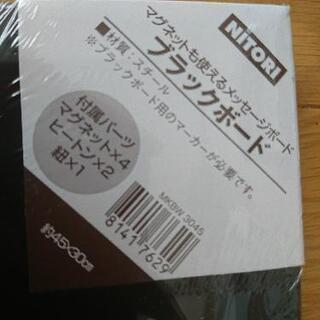 NITORI
マグネットも使えるメッセージボード
ブラックボード
■材質:スチール
※ブラックボード用のマーカーが必要です。
付属パーツ
マグネット×4
ヒートン×2
紐×1
MKBW 3045
81417629
約45×30cm